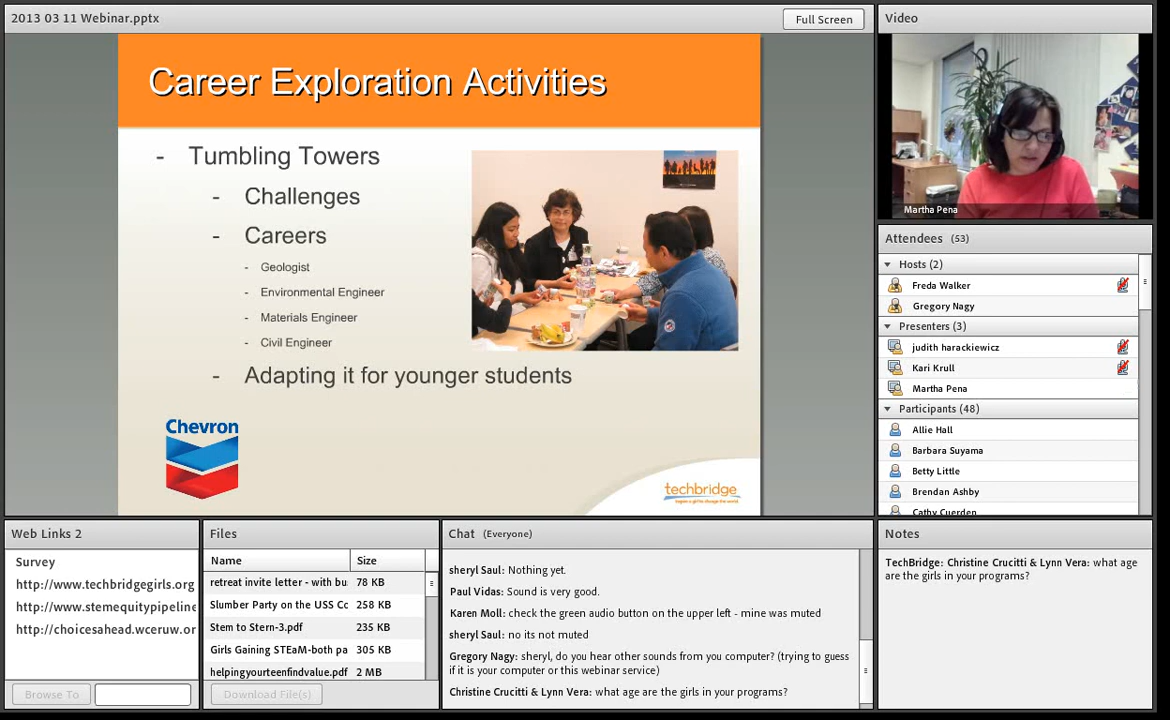 2013 03 11 Webinar.pptx
Full Screen
Career Exploration Activities
- Tumbling Towers
- Challenges
- Careers
- Geologist
- Environmental Engineer
- Materials Engineer
- Civil Engineer
- Adapting it for younger students
Chevron
techbridge
Video
Martha Pena
Attendees (53)
Hosts (2)
Freda Walker
Gregory Nagy
Presenters (3)
judith harackiewicz
Kari Krull
Martha Pena
Participants (48)
Allie Hall
Barbara Suyama
Betty Little
Brendan Ashby
Cathy Cuerden
Web Links 2
Survey
http://www.techbridgegirls.org
http://www.stemequitypipeline
http://choicesahead.wceruw.or
Browse To
Files
Name Size
retreat invite letter - with bu 78 KB
Slumber Party on the USS Cc 258 KB
Stem to Stern-3.pdf 235 KB
Girls Gaining STEaM-both pa 305 KB
helpingyourteenfindvalue.pdf 2 MB
Download File(s)
Chat (Everyone)
sheryl Saul: Nothing yet.
Paul Vidas: Sound is very good.
Karen Moll: check the green audio button on the upper left - mine was muted
sheryl Saul: no its not muted
Gregory Nagy: sheryl, do you hear other sounds from you computer? (trying to guess
if it is your computer or this webinar service)
Christine Crucitti & Lynn Vera: what age are the girls in your programs?
Notes
TechBridge: Christine Crucitti & Lynn Vera: what age
are the girls in your programs?